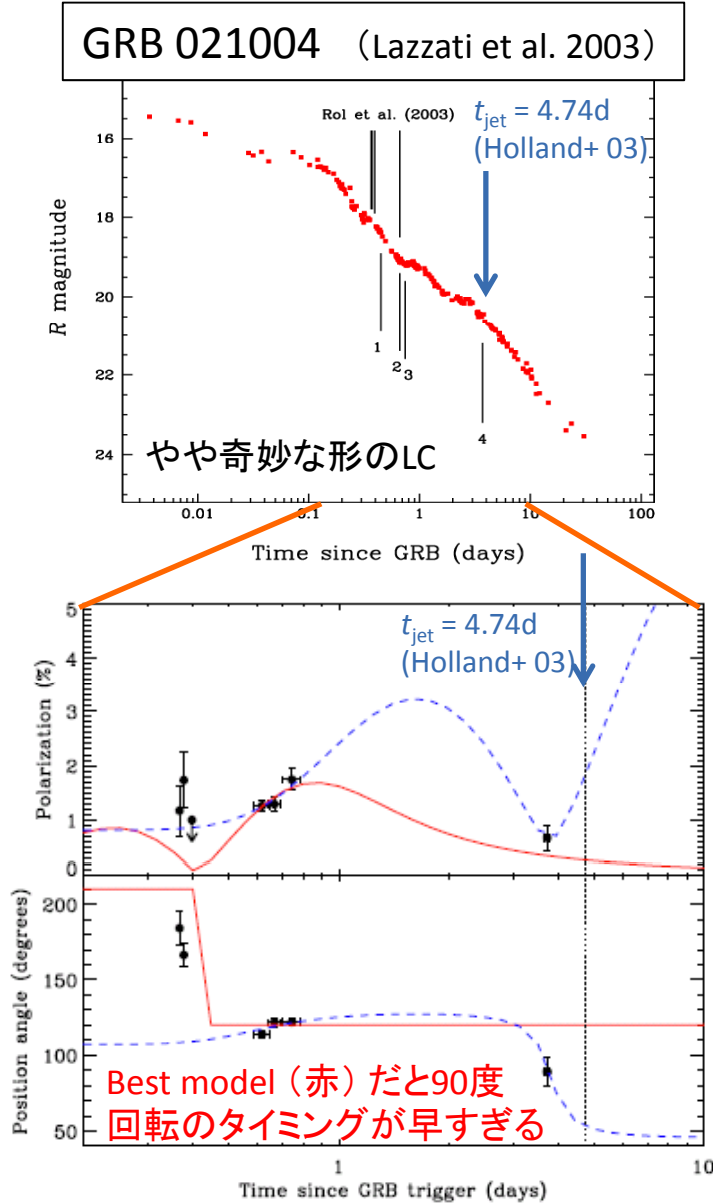 GRB 021004 （Lazzati et al. 2003）
Rol et al. (2003)
t_jet = 4.74d
(Holland+ 03)
16
18
20
22
24
R magnitude
1
2
3
4
やや奇妙な形のLC
0.01
0.1
1
10
100
Time since GRB (days)
t_jet = 4.74d
(Holland+ 03)
5
4
3
2
1
0
Polarization (%)
200
150
100
50
Position angle (degrees)
Best model（赤）だと90度
回転のタイミングが早すぎる
1
10
Time since GRB trigger (days)